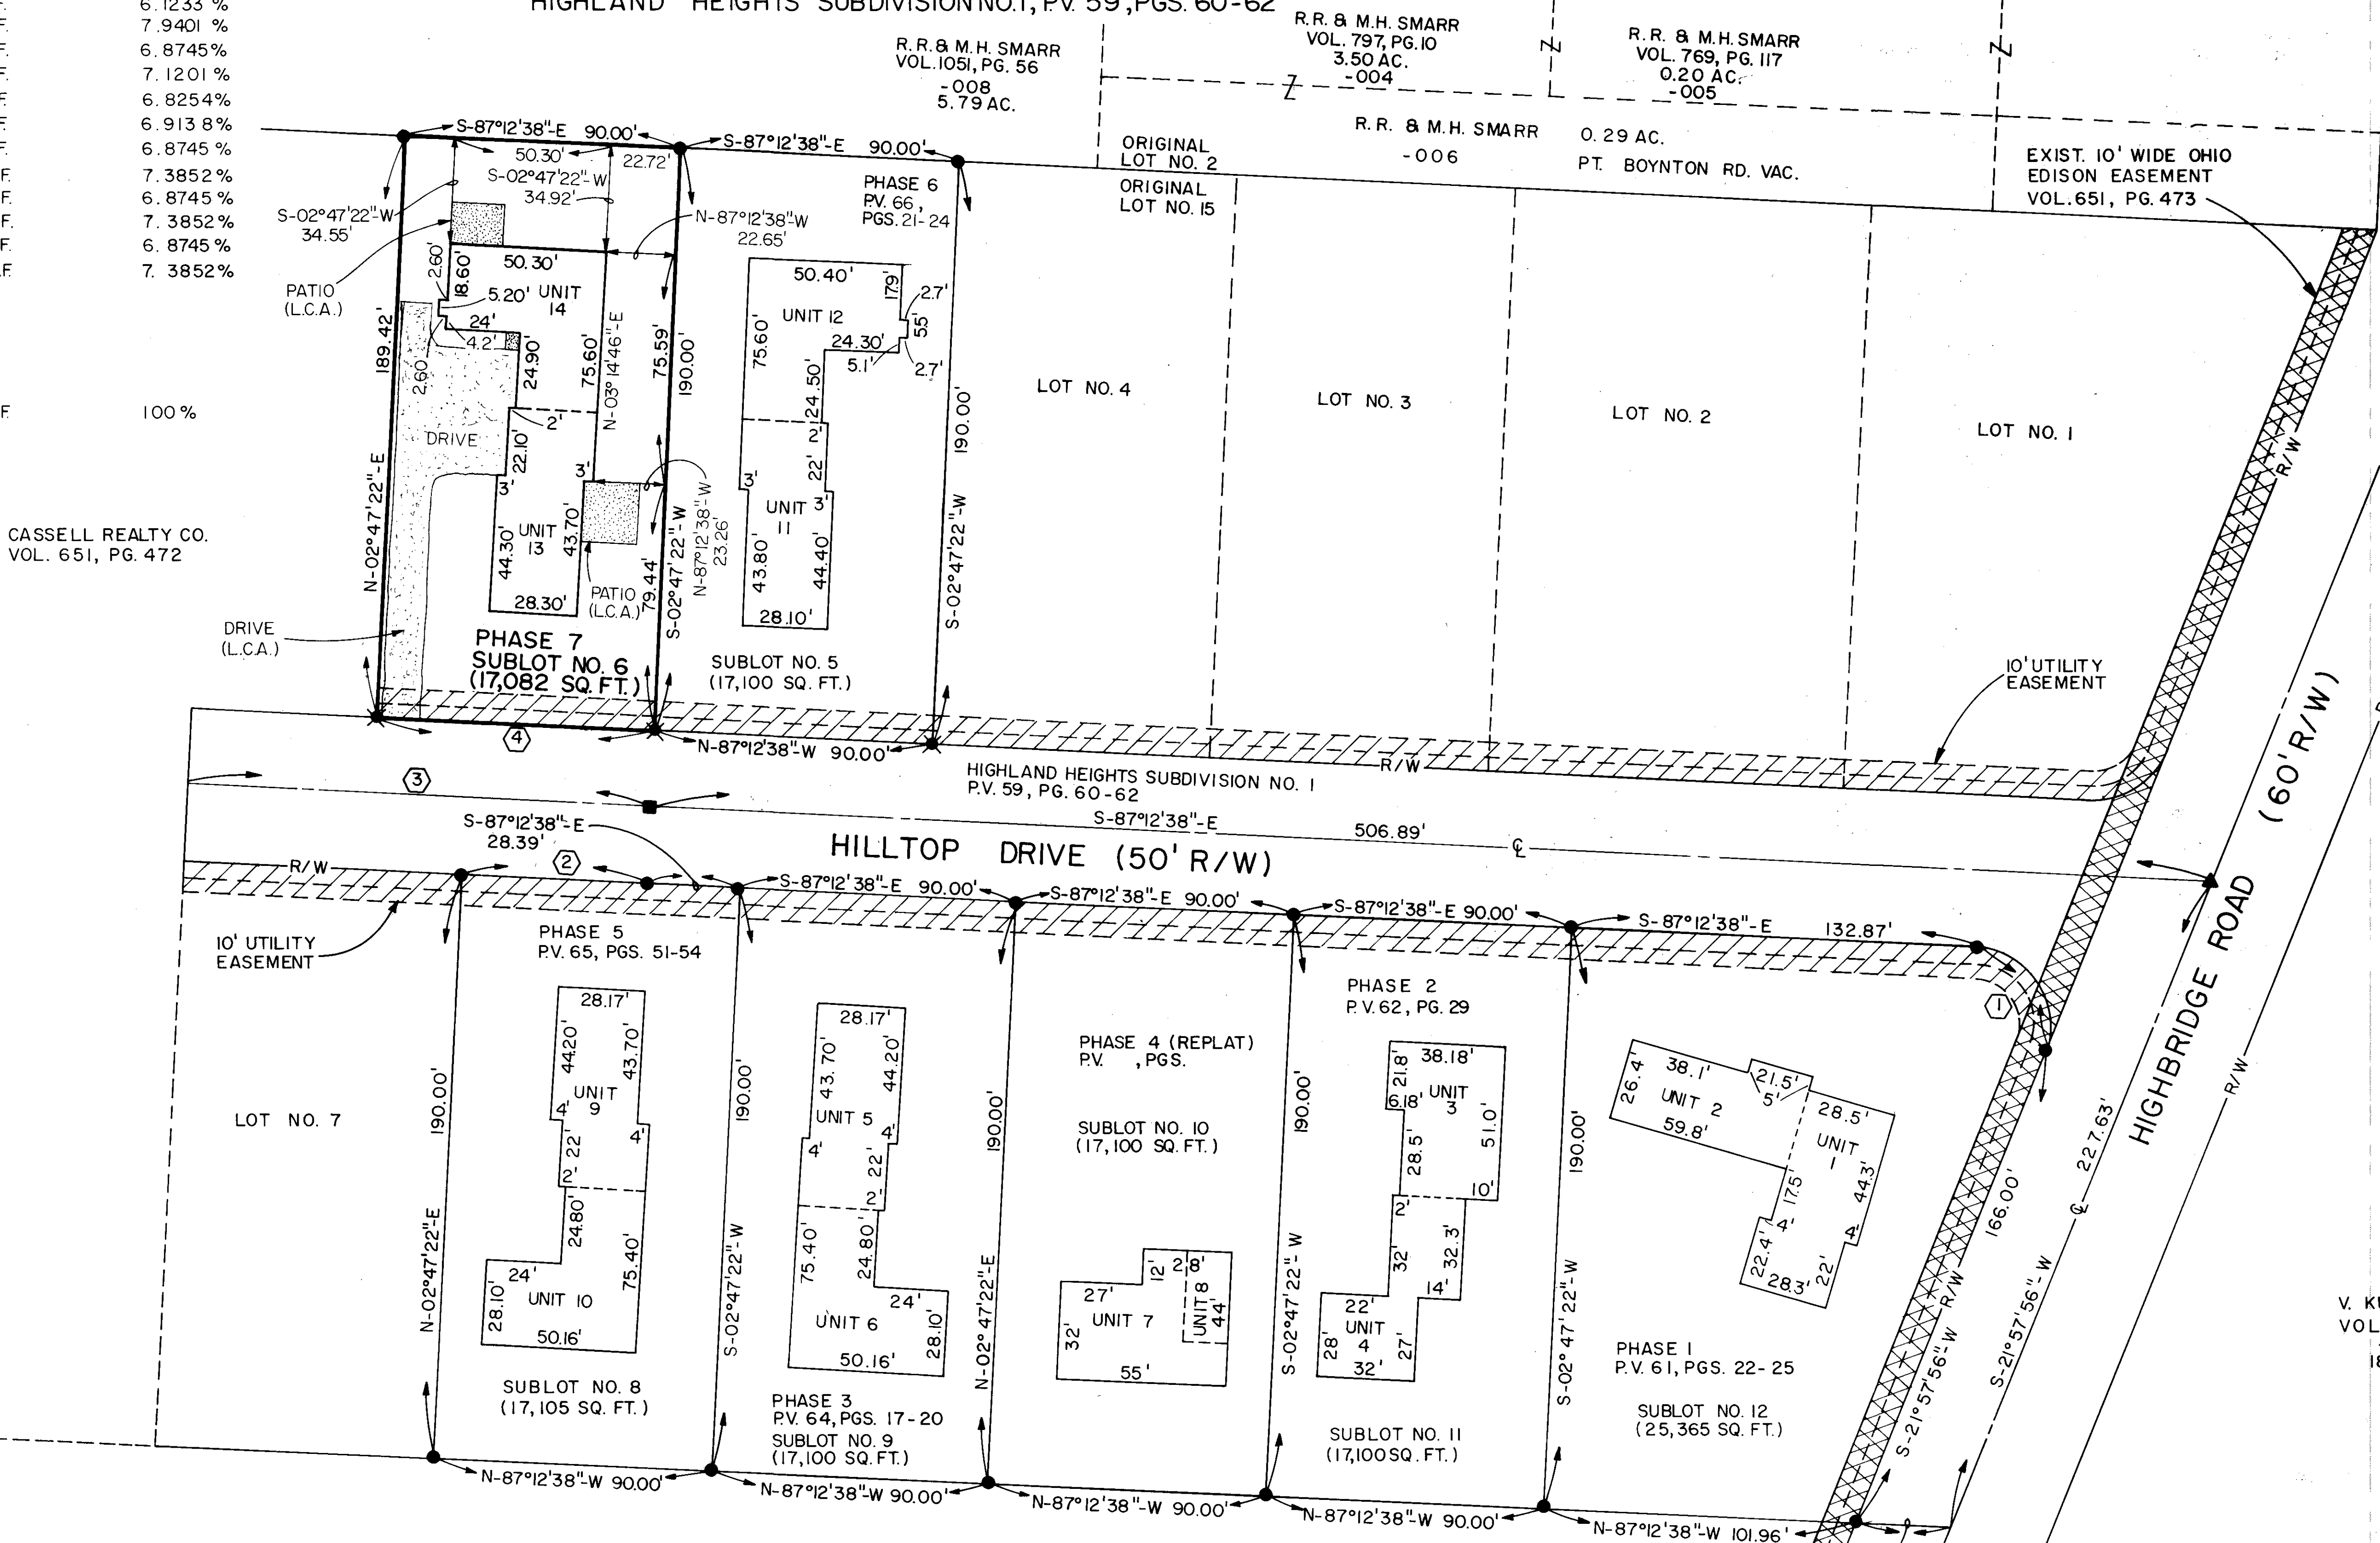 HIGHLAND HEIGHTS SUBDIVISION NO. 1, P.V. 59, PGS. 60-62
F. 6.1233 %
F. 7.9401 %
F. 6.8745%
F. 7.1201 %
F. 6.8254%
F. 6.9138%
F. 6.8745 %
F. 7.3852%
F. 6.8745 %
F. 7.3852%
F. 6.8745%
F. 7.3852%
F. 100 %
CASSELL REALTY CO.
VOL. 651, PG. 472
R.R. & M.H. SMARR
VOL. 1051, PG. 56
-008
5.79 AC.
R.R. & M.H. SMARR
VOL. 797, PG. 10
3.50 AC.
-004
R.R. & M.H. SMARR
VOL. 769, PG. 117
0.20 AC.
-005
R.R. & M.H. SMARR 0.29 AC.
-006 PT. BOYNTON RD. VAC.
EXIST. 10' WIDE OHIO
EDISON EASEMENT
VOL. 651, PG. 473
ORIGINAL
LOT NO. 2
ORIGINAL
LOT NO. 15
S-87°12'38"-E 90.00'
S-87°12'38"-E 90.00'
50.30'
22.72'
S-02°47'22"-W
34.92'
S-02°47'22"-W
34.55'
N-87°12'38"-W
22.65'
PATIO
(L.C.A.)
2.60'
18.60'
50.30'
5.20'
UNIT
14
24'
4.2'
2.60
24.90'
75.60'
N-03°14'46"-E
75.59'
190.00'
189.42'
N-02°47'22"-E
DRIVE
2'
22.10'
3'
3'
44.30'
UNIT
13
43.70'
28.30'
PATIO
(L.C.A.)
79.44'
S-02°47'22"-W
N-87°12'38"-W
23.26'
DRIVE
(L.C.A.)
PHASE 7
SUBLOT NO. 6
(17,082 SQ. FT.)
PHASE 6
P.V. 66,
PGS. 21-24
50.40'
17.9'
2.7'
55'
2.7'
UNIT 12
75.60'
24.30'
5.1'
24.50'
2'
22'
3'
3'
UNIT
11
43.80'
44.40'
28.10'
SUBLOT NO. 5
(17,100 SQ. FT.)
190.00'
S-02°47'22"-W
LOT NO. 4
LOT NO. 3
LOT NO. 2
LOT NO. 1
R/W
10' UTILITY
EASEMENT
4
N-87°12'38"-W 90.00'
R/W
3
HIGHLAND HEIGHTS SUBDIVISION NO. 1
P.V. 59, PG. 60-62
S-87°12'38"-E 506.89'
HILLTOP DRIVE (50' R/W)
HIGHBRIDGE ROAD (60' R/W)
S-87°12'38"-E
28.39'
2
R/W
S-87°12'38"-E 90.00'
S-87°12'38"-E 90.00'
S-87°12'38"-E 90.00'
S-87°12'38"-E 132.87'
1
10' UTILITY
EASEMENT
LOT NO. 7
190.00'
N-02°47'22"-E
PHASE 5
P.V. 65, PGS. 51-54
28.17'
44.20'
43.70'
UNIT
9
4'
4'
22'
2'
24.80'
75.40'
24'
28.10'
UNIT 10
50.16'
SUBLOT NO. 8
(17,105 SQ. FT.)
190.00'
S-02°47'22"-W
28.17'
43.70'
44.20'
UNIT 5
4'
4'
22'
2'
75.40'
24.80'
24'
UNIT 6
28.10'
50.16'
PHASE 3
P.V. 64, PGS. 17-20
SUBLOT NO. 9
(17,100 SQ. FT.)
190.00'
N-02°47'22"-E
PHASE 4 (REPLAT)
P.V. , PGS.
SUBLOT NO. 10
(17,100 SQ. FT.)
12'
28'
27'
UNIT 7
UNIT 8
44'
32'
55'
190.00'
S-02°47'22"-W
PHASE 2
P.V. 62, PG. 29
38.18'
21.8'
6.18'
UNIT
3
51.0'
28.5'
10'
2'
32'
32.3'
14'
22'
UNIT
4
28'
27'
32'
SUBLOT NO. 11
(17,100 SQ. FT.)
190.00'
S-02°47'22"-W
26.4'
38.1'
21.5'
5'
UNIT 2
59.8'
28.5'
UNIT
1
17.5'
44.3'
4'
4'
22.4'
22'
28.3'
PHASE 1
P.V. 61, PGS. 22-25
SUBLOT NO. 12
(25,365 SQ. FT.)
166.00'
S-21°57'56"-W R/W
227.63'
S-21°57'56"-W
R/W
V. K
VOL
N-87°12'38"-W 90.00'
N-87°12'38"-W 90.00'
N-87°12'38"-W 90.00'
N-87°12'38"-W 90.00'
N-87°12'38"-W 101.96'